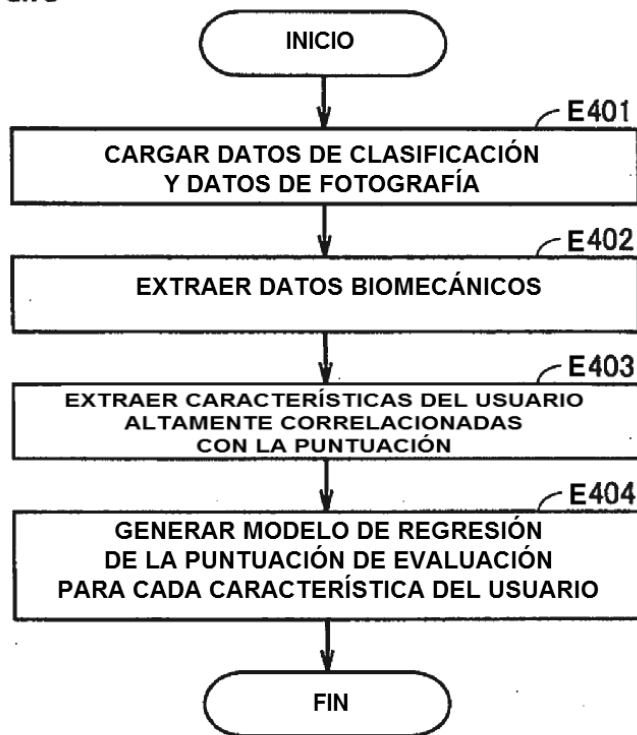 INICIO
E401
CARGAR DATOS DE CLASIFICACIÓN
Y DATOS DE FOTOGRAFÍA
E402
EXTRAER DATOS BIOMECÁNICOS
E403
EXTRAER CARACTERÍSTICAS DEL USUARIO
ALTAMENTE CORRELACIONADAS
CON LA PUNTUACIÓN
E404
GENERAR MODELO DE REGRESIÓN
DE LA PUNTUACIÓN DE EVALUACIÓN
PARA CADA CARACTERÍSTICA DEL USUARIO
FIN